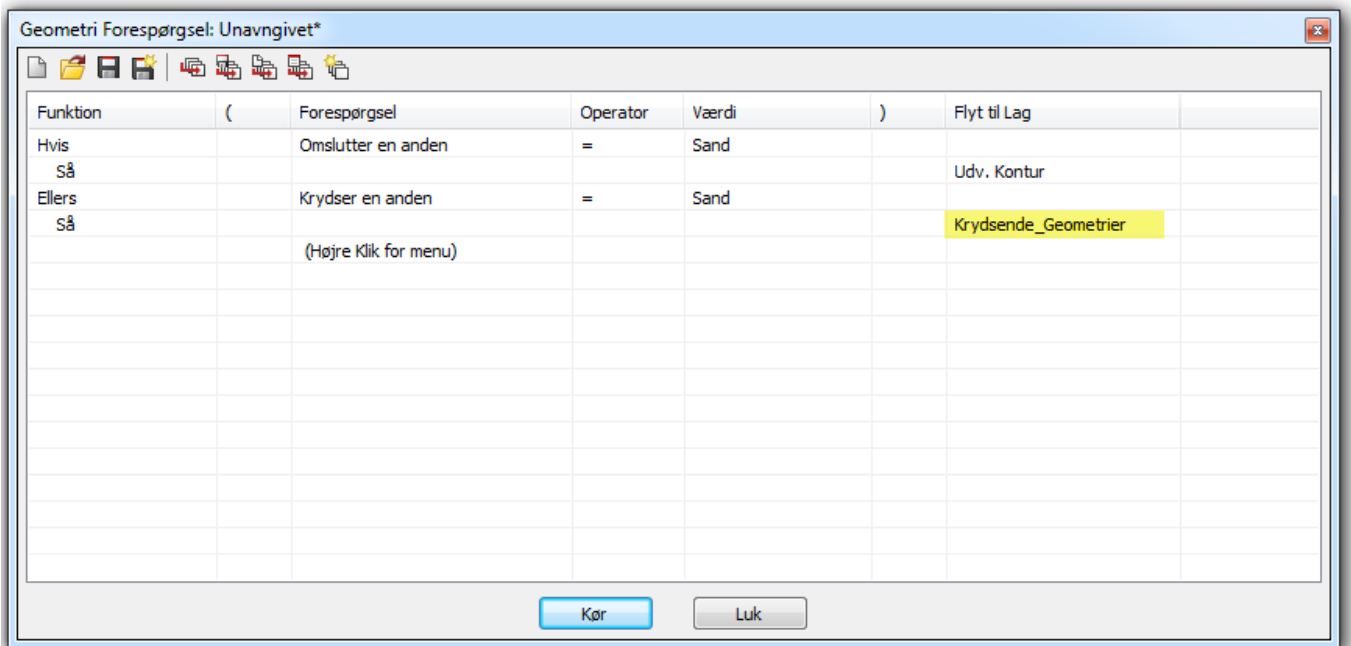 Geometri Forespørgsel: Unavngivet*
Funktion ( Forespørgsel Operator Værdi ) Flyt til Lag
Hvis Omslutter en anden = Sand
Så Udv. Kontur
Ellers Krydser en anden = Sand
Så Krydsende_Geometrier
(Højre Klik for menu)
Kør Luk